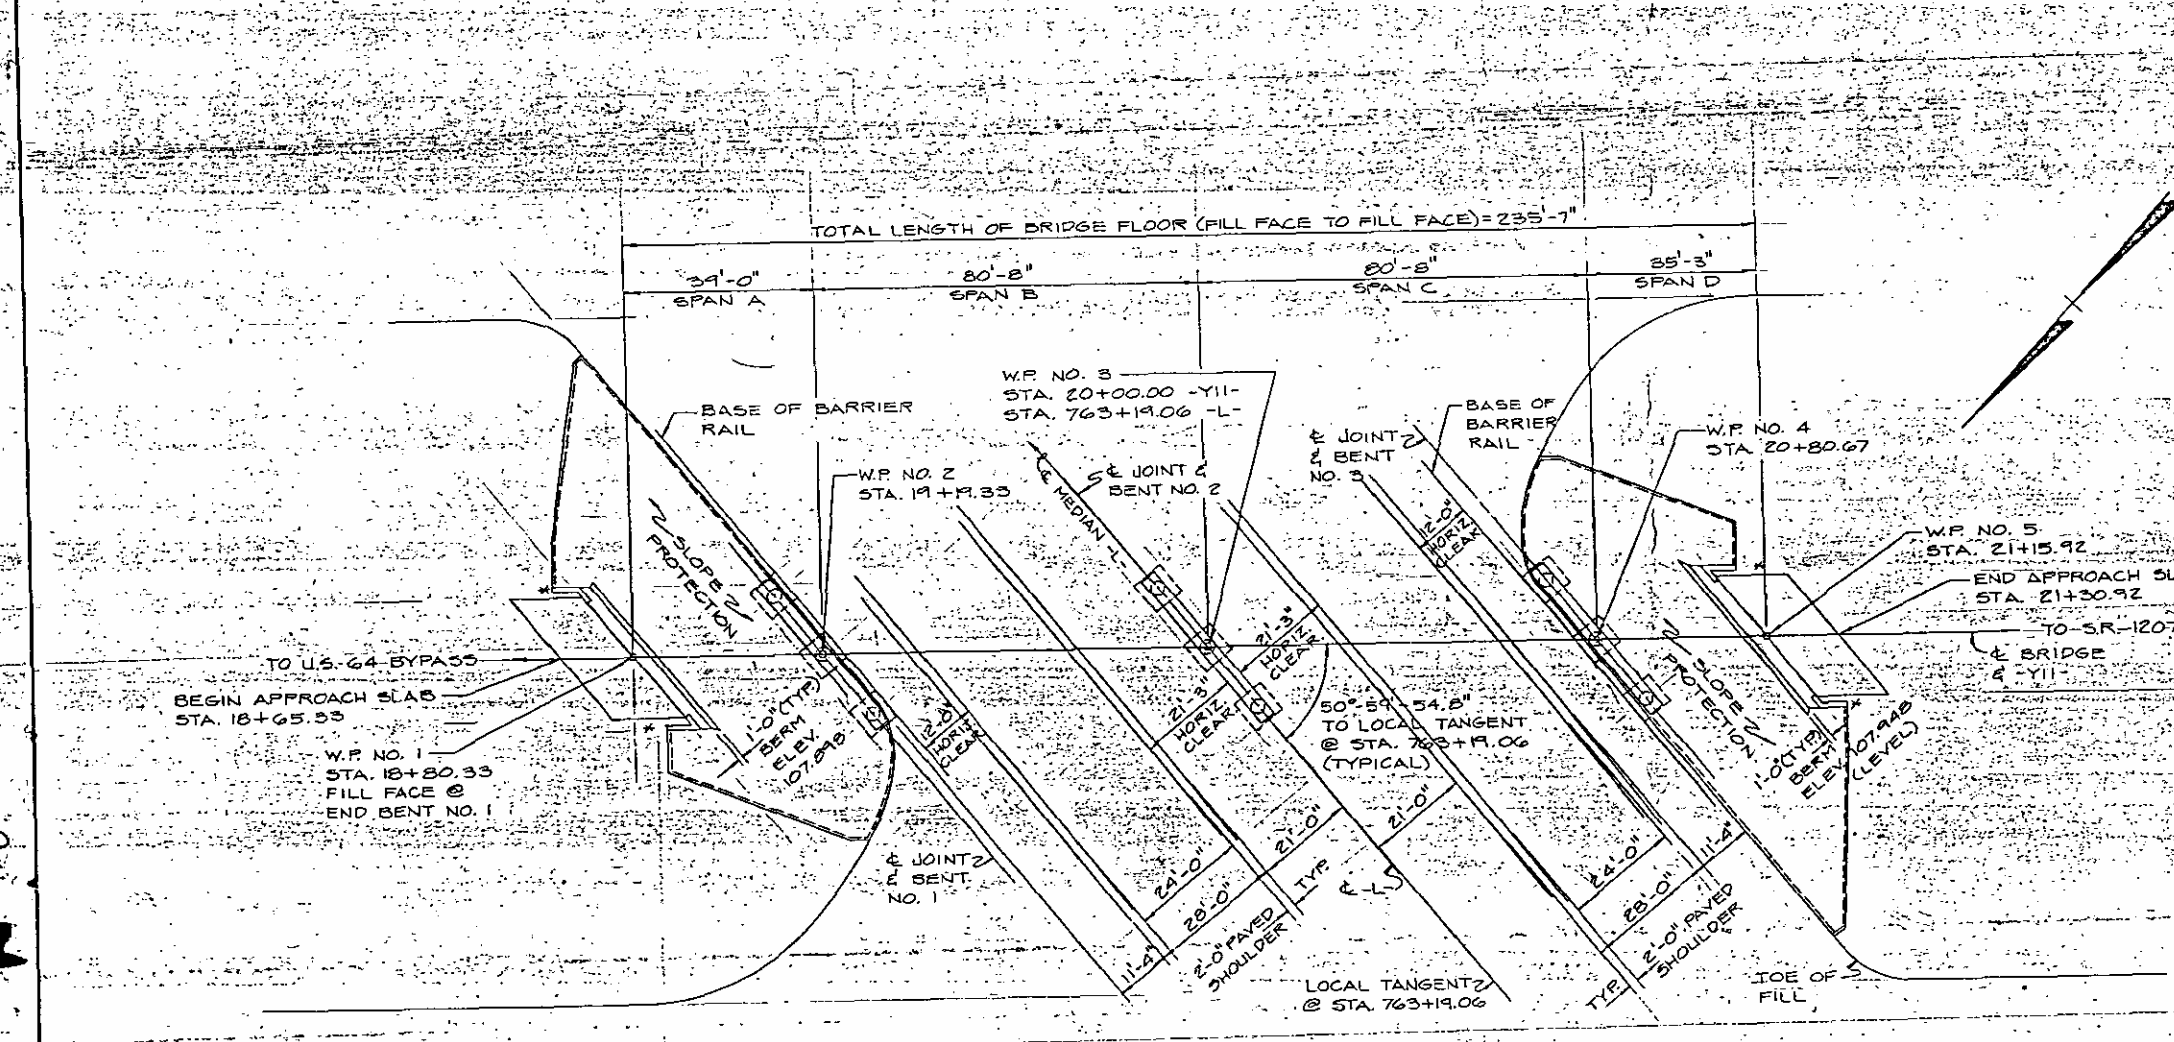 TOTAL LENGTH OF BRIDGE FLOOR (FILL FACE TO FILL FACE)=235'-7"
39'-0"
SPAN A
80'-8"
SPAN B
80'-8"
SPAN C
35'-3"
SPAN D
BASE OF BARRIER
RAIL
W.P. NO. 2
STA. 19+19.33
W.P. NO. 3
STA. 20+00.00 -Y11-
STA. 763+19.06 -L-
℄ MEDIAN -L-
℄ JOINT &
BENT NO. 2
℄ JOINT
& BENT
NO. 3
BASE OF
BARRIER
RAIL
12'-0"
HORIZ.
CLEAR
W.P. NO. 4
STA. 20+80.67
W.P. NO. 5
STA. 21+15.92
END APPROACH SL
STA. 21+30.92
TO S.R. 1207
℄ BRIDGE
& -Y11-
SLOPE
PROTECTION
TO U.S. 64 BYPASS
BEGIN APPROACH SLAB
STA. 18+65.33
W.P. NO. 1
STA. 18+80.33
FILL FACE @
END BENT NO. 1
1'-0" (TYP)
BERM
ELEV.
107.898
12'-0"
HORIZ.
CLEAR
21'-3"
HORIZ.
CLEAR
21'-3"
HORIZ.
CLEAR
50°-59'-54.8"
TO LOCAL TANGENT
@ STA. 763+19.06
(TYPICAL)
SLOPE
PROTECTION
1'-0" (TYP)
BERM
ELEV. 107.948
(LEVEL)
℄ JOINT
& BENT
NO. 1
24'-0"
28'-0"
21'-0"
21'-0"
11'-4"
2'-0" PAVED
SHOULDER
TYP.
℄ -L-
24'-0"
28'-0"
11'-4"
2'-0" PAVED
SHOULDER
TYP.
LOCAL TANGENT
@ STA. 763+19.06
TOE OF
FILL